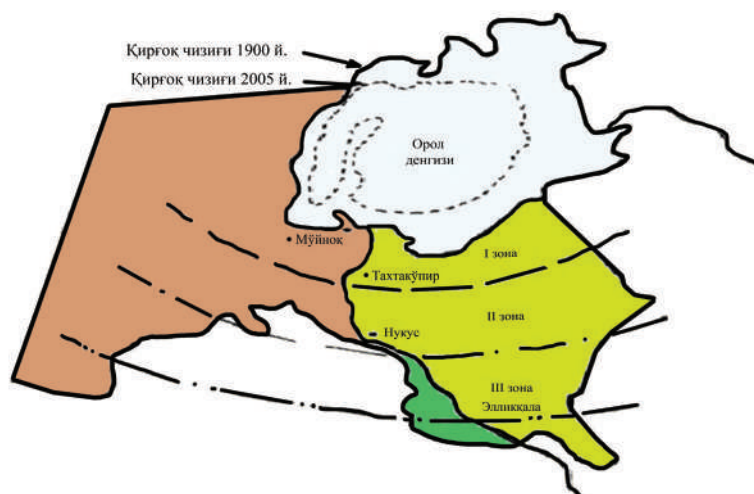 Қирғоқ чизиғи 1900 й.
Қирғоқ чизиғи 2005 й.
Орол
денгизи
Мўйноқ
I зона
Тахтакўпир
II зона
Нукус
III зона
Элликқала